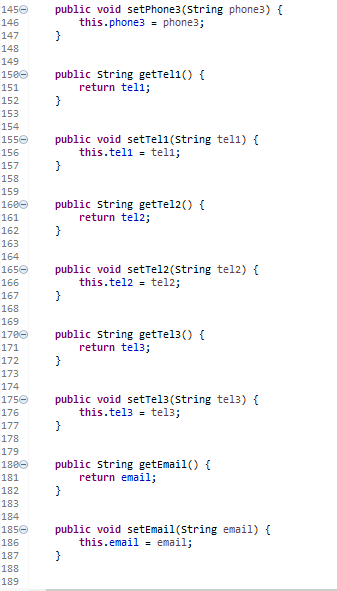 145 public void setPhone3(String phone3) {
146 this.phone3 = phone3;
147 }
148
149
150 public String getTel1() {
151 return tel1;
152 }
153
154
155 public void setTel1(String tel1) {
156 this.tel1 = tel1;
157 }
158
159
160 public String getTel2() {
161 return tel2;
162 }
163
164
165 public void setTel2(String tel2) {
166 this.tel2 = tel2;
167 }
168
169
170 public String getTel3() {
171 return tel3;
172 }
173
174
175 public void setTel3(String tel3) {
176 this.tel3 = tel3;
177 }
178
179
180 public String getEmail() {
181 return email;
182 }
183
184
185 public void setEmail(String email) {
186 this.email = email;
187 }
188
189